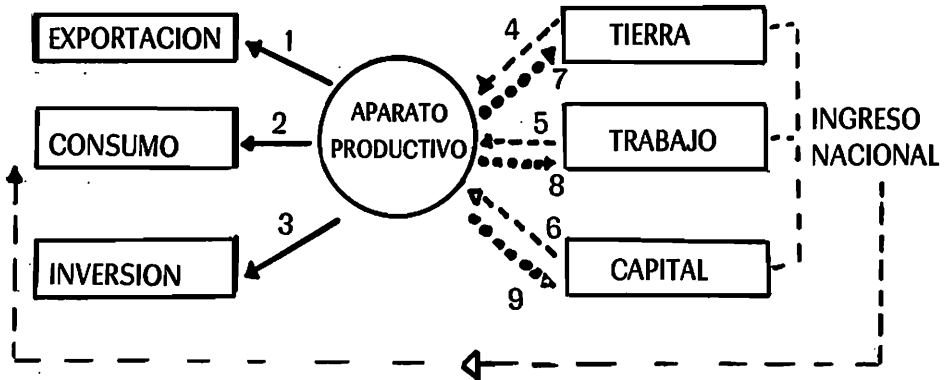 EXPORTACION
1
4
TIERRA
7
CONSUMO
2
APARATO
PRODUCTIVO
5
8
TRABAJO
INGRESO
NACIONAL
INVERSION
3
6
9
CAPITAL